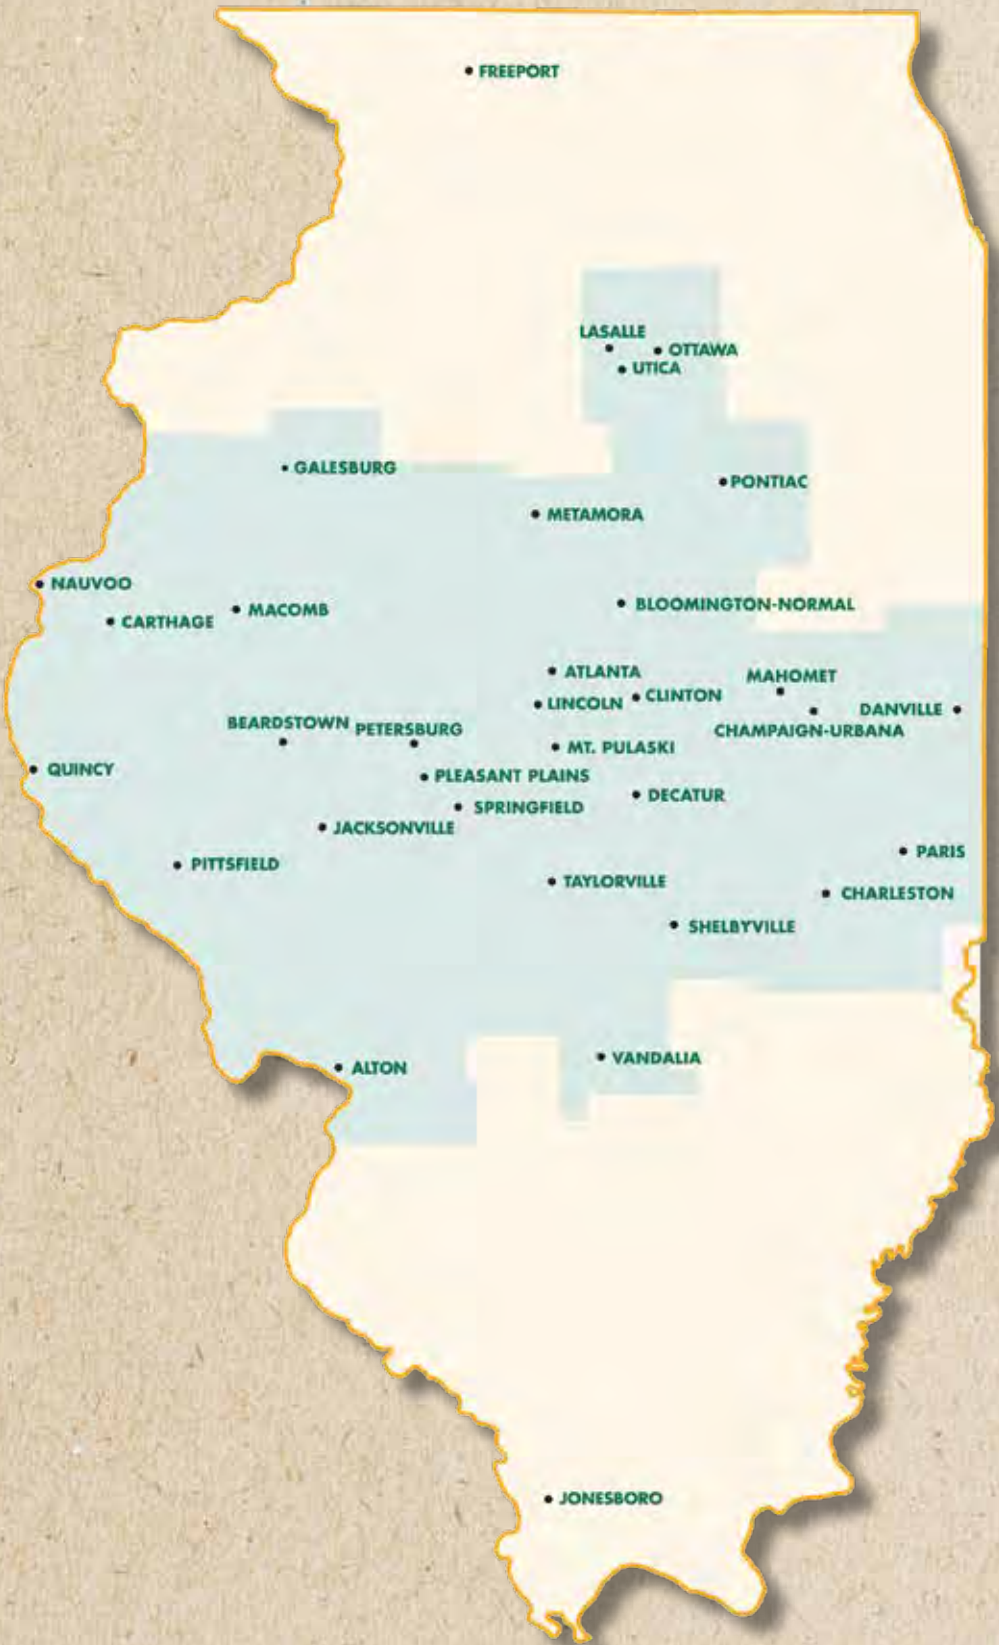 FREEPORT
LASALLE
OTTAWA
UTICA
GALESBURG
PONTIAC
METAMORA
NAUVOO
BLOOMINGTON-NORMAL
MACOMB
CARTHAGE
ATLANTA
MAHOMET
CLINTON
LINCOLN
DANVILLE
BEARDSTOWN
PETERSBURG
CHAMPAIGN-URBANA
MT. PULASKI
QUINCY
PLEASANT PLAINS
DECATUR
SPRINGFIELD
JACKSONVILLE
PARIS
PITTSFIELD
TAYLORVILLE
CHARLESTON
SHELBYVILLE
VANDALIA
ALTON
JONESBORO